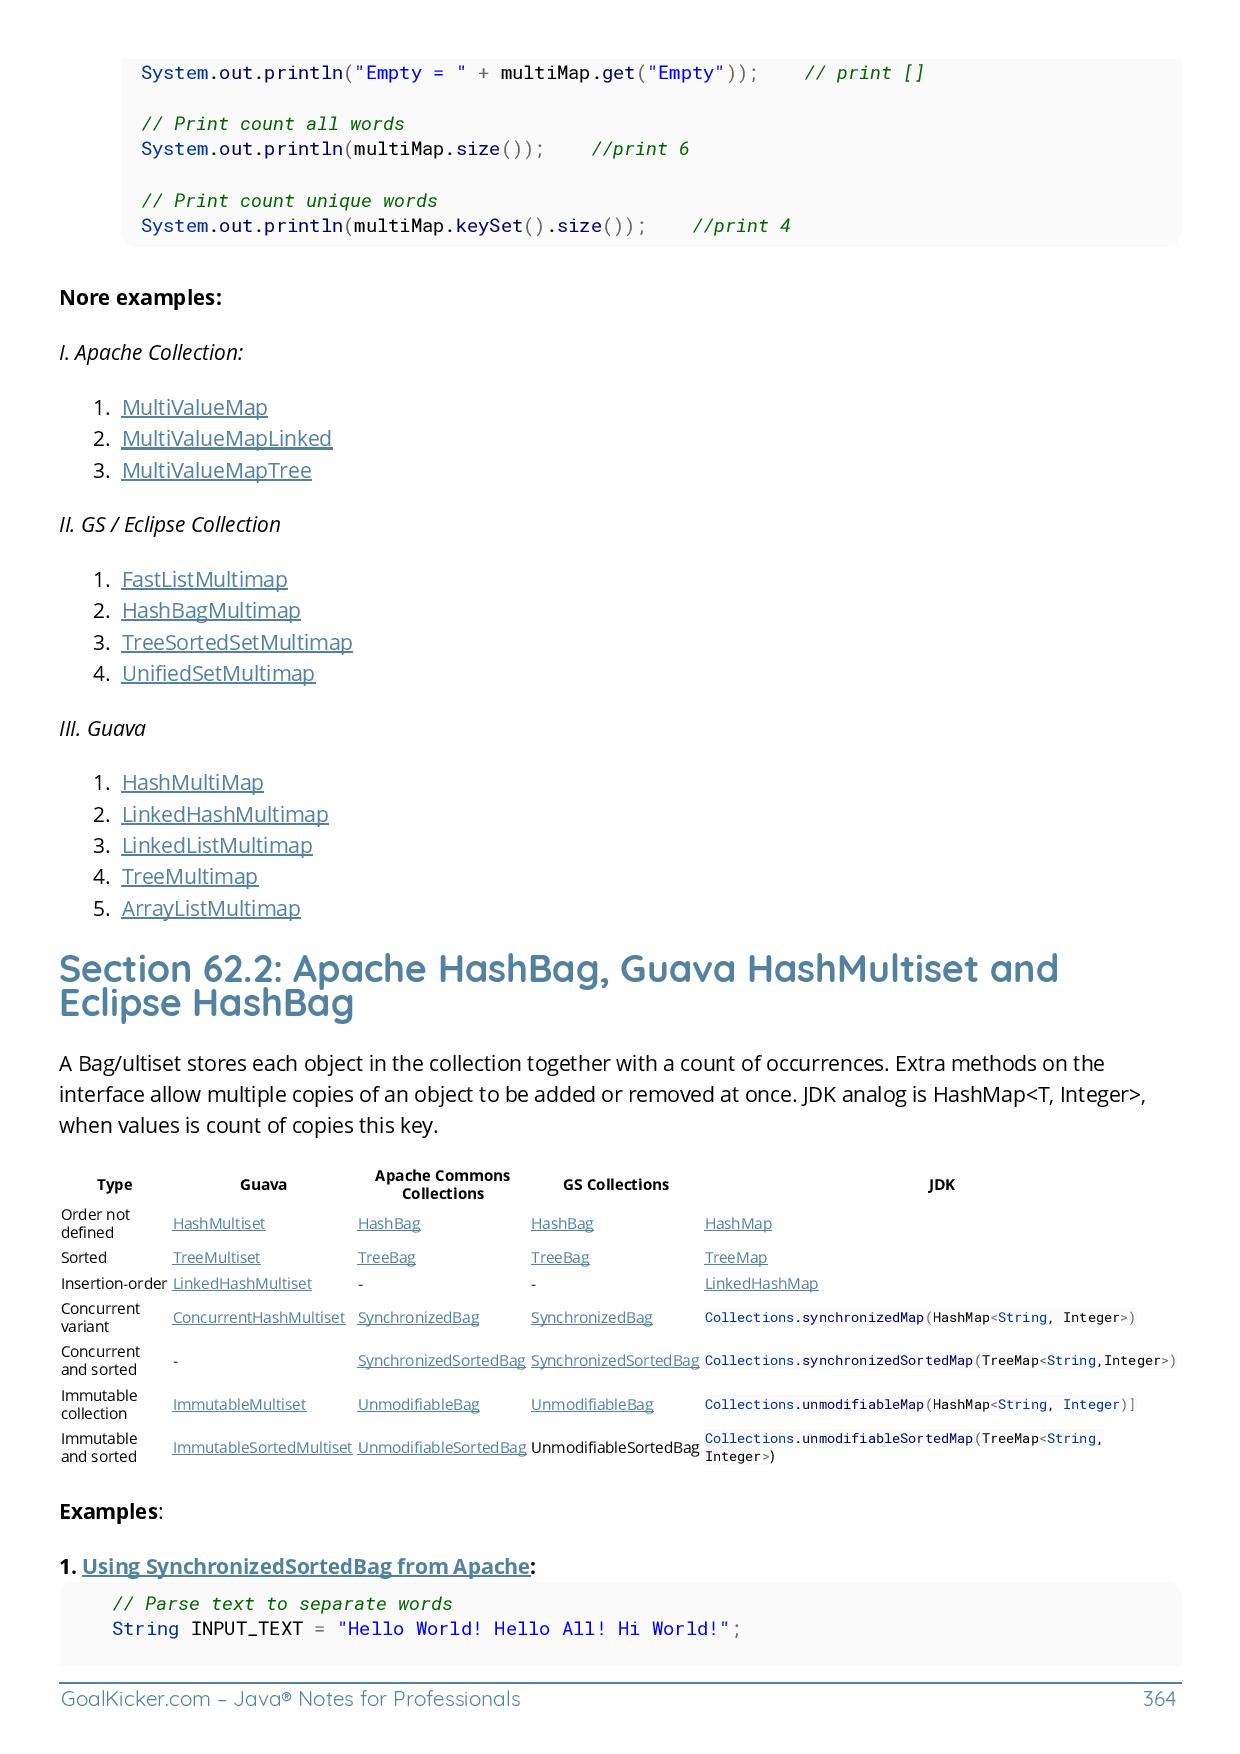 System.out.println("Empty = " + multiMap.get("Empty"));    // print []
// Print count all words
System.out.println(multiMap.size());    //print 6
// Print count unique words
System.out.println(multiMap.keySet().size());    //print 4
Nore examples:
I. Apache Collection:
1. MultiValueMap
2. MultiValueMapLinked
3. MultiValueMapTree
II. GS / Eclipse Collection
1. FastListMultimap
2. HashBagMultimap
3. TreeSortedSetMultimap
4. UnifiedSetMultimap
III. Guava
1. HashMultiMap
2. LinkedHashMultimap
3. LinkedListMultimap
4. TreeMultimap
5. ArrayListMultimap
Section 62.2: Apache HashBag, Guava HashMultiset and
Eclipse HashBag
A Bag/ultiset stores each object in the collection together with a count of occurrences. Extra methods on the
interface allow multiple copies of an object to be added or removed at once. JDK analog is HashMap<T, Integer>,
when values is count of copies this key.
Type Guava Apache Commons Collections GS Collections JDK
Order not defined HashMultiset HashBag HashBag HashMap
Sorted TreeMultiset TreeBag TreeBag TreeMap
Insertion-order LinkedHashMultiset - - LinkedHashMap
Concurrent variant ConcurrentHashMultiset SynchronizedBag SynchronizedBag Collections.synchronizedMap(HashMap<String, Integer>)
Concurrent and sorted - SynchronizedSortedBag SynchronizedSortedBag Collections.synchronizedSortedMap(TreeMap<String,Integer>)
Immutable collection ImmutableMultiset UnmodifiableBag UnmodifiableBag Collections.unmodifiableMap(HashMap<String, Integer)]
Immutable and sorted ImmutableSortedMultiset UnmodifiableSortedBag UnmodifiableSortedBag Collections.unmodifiableSortedMap(TreeMap<String, Integer>)
Examples:
1. Using SynchronizedSortedBag from Apache:
// Parse text to separate words
String INPUT_TEXT = "Hello World! Hello All! Hi World!";
GoalKicker.com – Java® Notes for Professionals 364